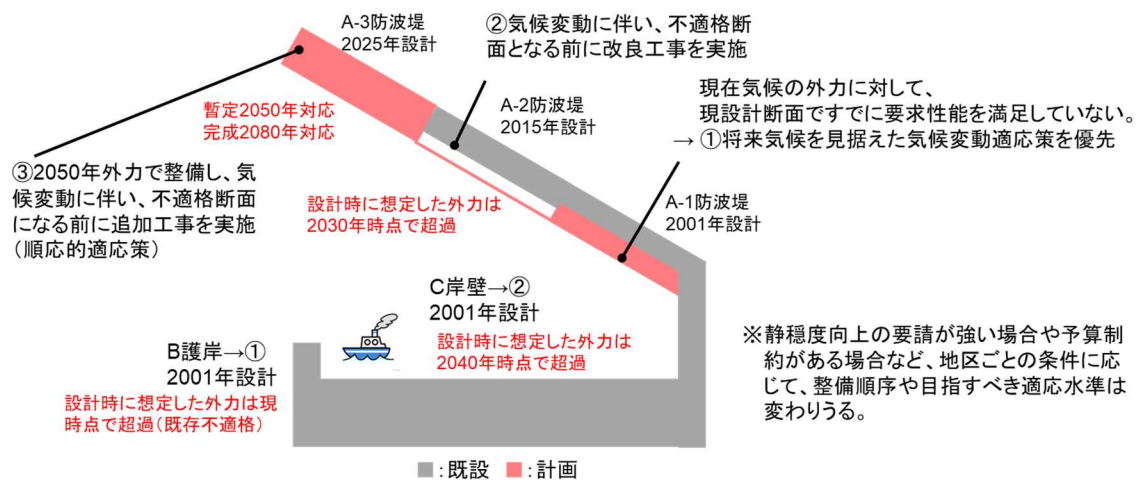 A-3防波堤
2025年設計
②気候変動に伴い、不適格断
面となる前に改良工事を実施
現在気候の外力に対して、
現設計断面ですでに要求性能を満足していない。
→ ①将来気候を見据えた気候変動適応策を優先
暫定2050年対応
完成2080年対応
A-2防波堤
2015年設計
③2050年外力で整備し、気
候変動に伴い、不適格断面
になる前に追加工事を実施
(順応的適応策)
設計時に想定した外力は
2030年時点で超過
A-1防波堤
2001年設計
C岸壁→②
2001年設計
設計時に想定した外力は
2040年時点で超過
B護岸→①
2001年設計
設計時に想定した外力は現
時点で超過(既存不適格)
※静穏度向上の要請が強い場合や予算制
約がある場合など、地区ごとの条件に応
じて、整備順序や目指すべき適応水準は
変わりうる。
■:既設 ■:計画